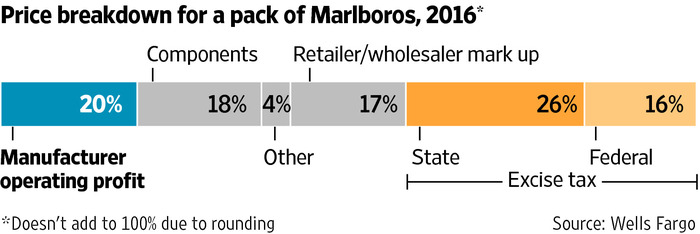 Price breakdown for a pack of Marlboros, 2016*
Components
Retailer/wholesaler mark up
20%
18%
4%
17%
26%
16%
Manufacturer
operating profit
Other
State
Federal
Excise tax
*Doesn't add to 100% due to rounding
Source: Wells Fargo